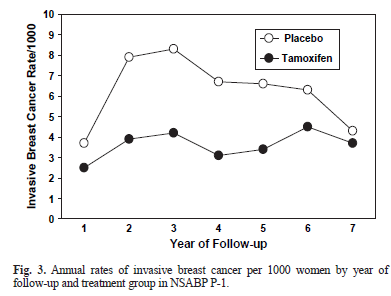 Invasive Breast Cancer Rate/1000
10
9
8
7
6
5
4
3
2
1
0
Placebo
Tamoxifen
1 2 3 4 5 6 7
Year of Follow-up
Fig. 3. Annual rates of invasive breast cancer per 1000 women by year of
follow-up and treatment group in NSABP P-1.